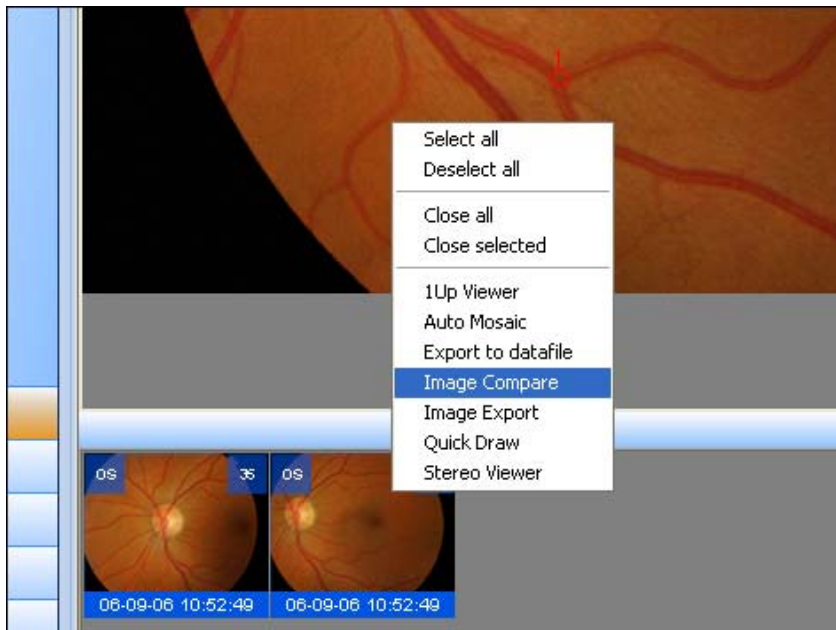 1
Select all
Deselect all
Close all
Close selected
1Up Viewer
Auto Mosaic
Export to datafile
Image Compare
Image Export
Quick Draw
Stereo Viewer
OS 35 OS
06-09-06 10:52:49 06-09-06 10:52:49